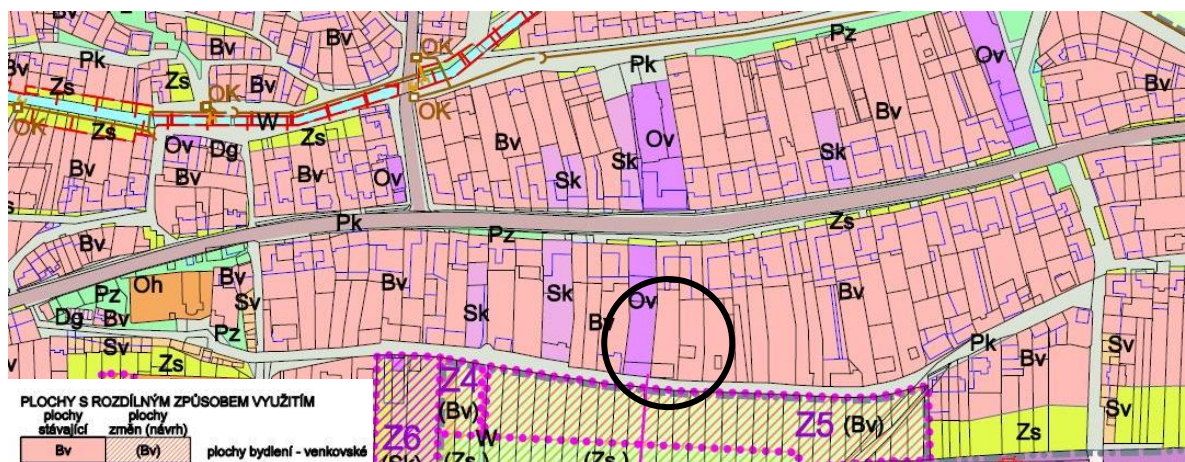 Bv
Bv
Bv
Pk
Bv
Zs
Zs
Bv
OK
OK
OK
OK
Pz
Pk
Ov
Bv
Bv
Zs
W
Zs
Ov
Dg
Bv
Bv
Bv
Ov
Bv
Sk
Sk
Ov
Sk
Bv
Pk
Pz
Zs
Bv
Oh
Bv
Sv
Pz
Dg
Bv
Pz
Sv
Zs
Bv
Sk
Sk
Bv
Ov
Bv
Pk
Bv
Sv
Sv
Zs
Z4
(Bv)
Z6
W
(Zs)
Z5 (Bv)
PLOCHY S ROZDÍLNÝM ZPŮSOBEM VYUŽITÍM
plochy stávající
plochy změn (návrh)
Bv
(Bv)
plochy bydlení - venkovské